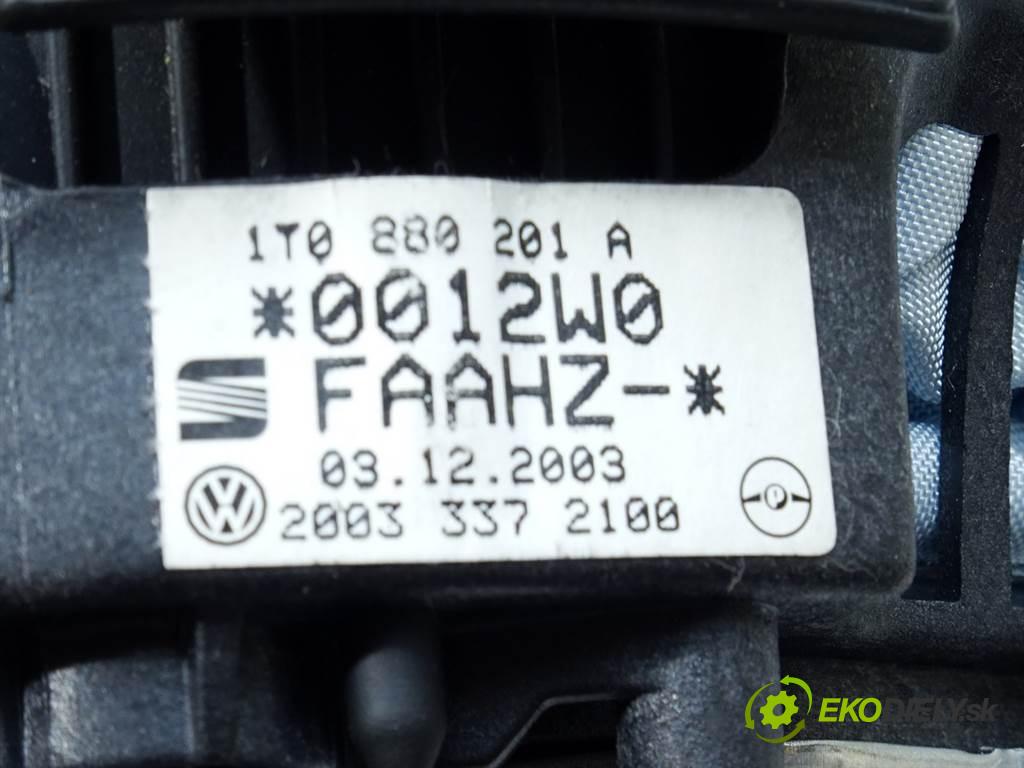 1T0 880 201 A
*0012W0
FAAHZ-*
03.12.2003
2003 337 2100
EKODIELY.sk